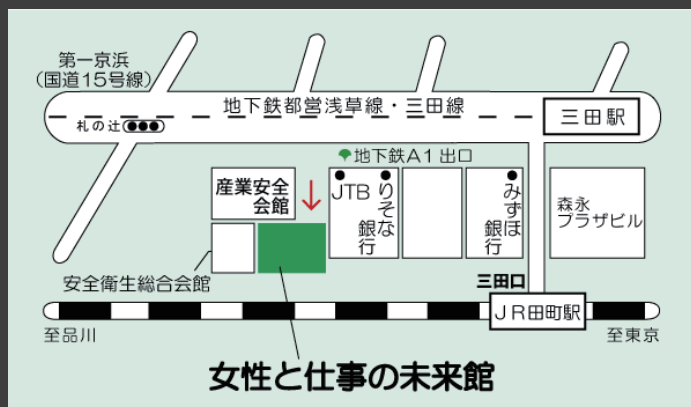 第一京浜
(国道15号線)
地下鉄都営浅草線・三田線
三田駅
札の辻
地下鉄A1出口
産業安全
会館
JTB
りそな
銀行
みずほ
銀行
森永
プラザビル
安全衛生総合会館
三田口
JR田町駅
至品川
至東京
女性と仕事の未来館